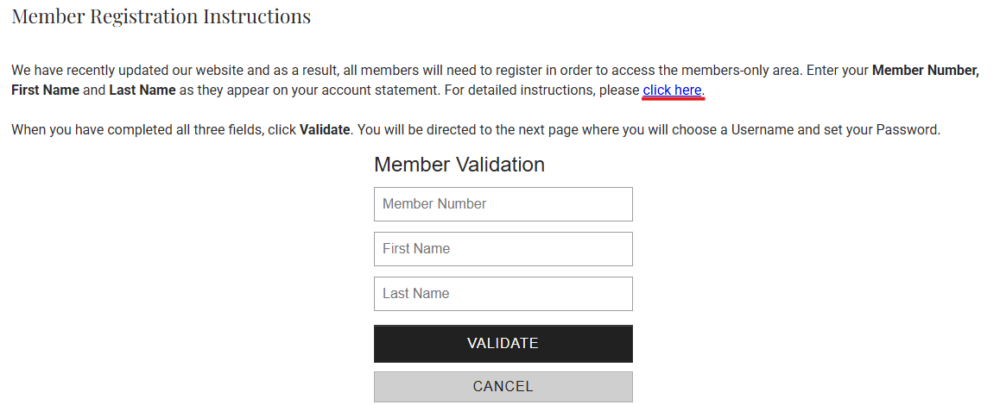 Member Registration Instructions
We have recently updated our website and as a result, all members will need to register in order to access the members-only area. Enter your Member Number,
First Name and Last Name as they appear on your account statement. For detailed instructions, please click here.
When you have completed all three fields, click Validate. You will be directed to the next page where you will choose a Username and set your Password.
Member Validation
Member Number
First Name
Last Name
VALIDATE
CANCEL